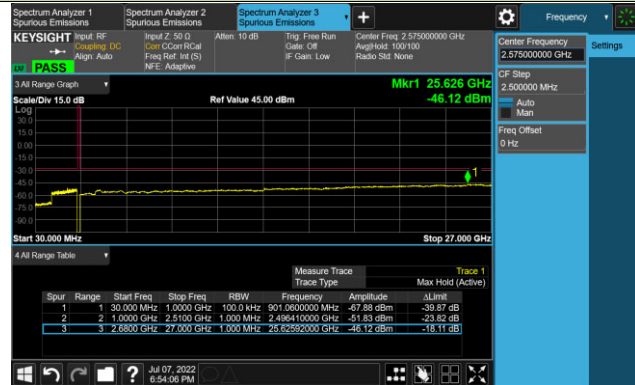 Spectrum Analyzer 1
Spurious Emissions
Spectrum Analyzer 2
Spurious Emissions
Spectrum Analyzer 3
Spurious Emissions
Frequency
KEYSIGHT
Input: RF
Coupling: DC
Align: Auto
Input Z: 50 Ω
Corr CCorr RCal
Freq Ref: Int (S)
NFE: Adaptive
Atten: 10 dB
Trig: Free Run
Gate: Off
IF Gain: Low
Center Freq: 2.575000000 GHz
Avg|Hold: 100/100
Radio Std: None
PASS
Center Frequency
2.575000000 GHz
Settings
CF Step
2.500000 MHz
Auto
Man
Freq Offset
0 Hz
3 All Range Graph
Mkr1 25.626 GHz
Scale/Div 15.0 dB
Ref Value 45.00 dBm
-46.12 dBm
Log
30.0
15.0
0.00
-15.0
-30.0
-45.0
-60.0
-75.0
-90.0
1
Start 30.000 MHz
Stop 27.000 GHz
4 All Range Table
Measure Trace Trace 1
Trace Type Max Hold (Active)
Spur Range Start Freq Stop Freq RBW Frequency Amplitude ΔLimit
1 1 30.000 MHz 1.0000 GHz 100.0 kHz 901.0600000 MHz -67.88 dBm -39.87 dB
2 2 1.0000 GHz 2.5100 GHz 1.000 MHz 2.496410000 GHz -51.83 dBm -23.82 dB
3 3 2.6800 GHz 27.000 GHz 1.000 MHz 25.62592000 GHz -46.12 dBm -18.11 dB
Jul 07, 2022
6:54:06 PM